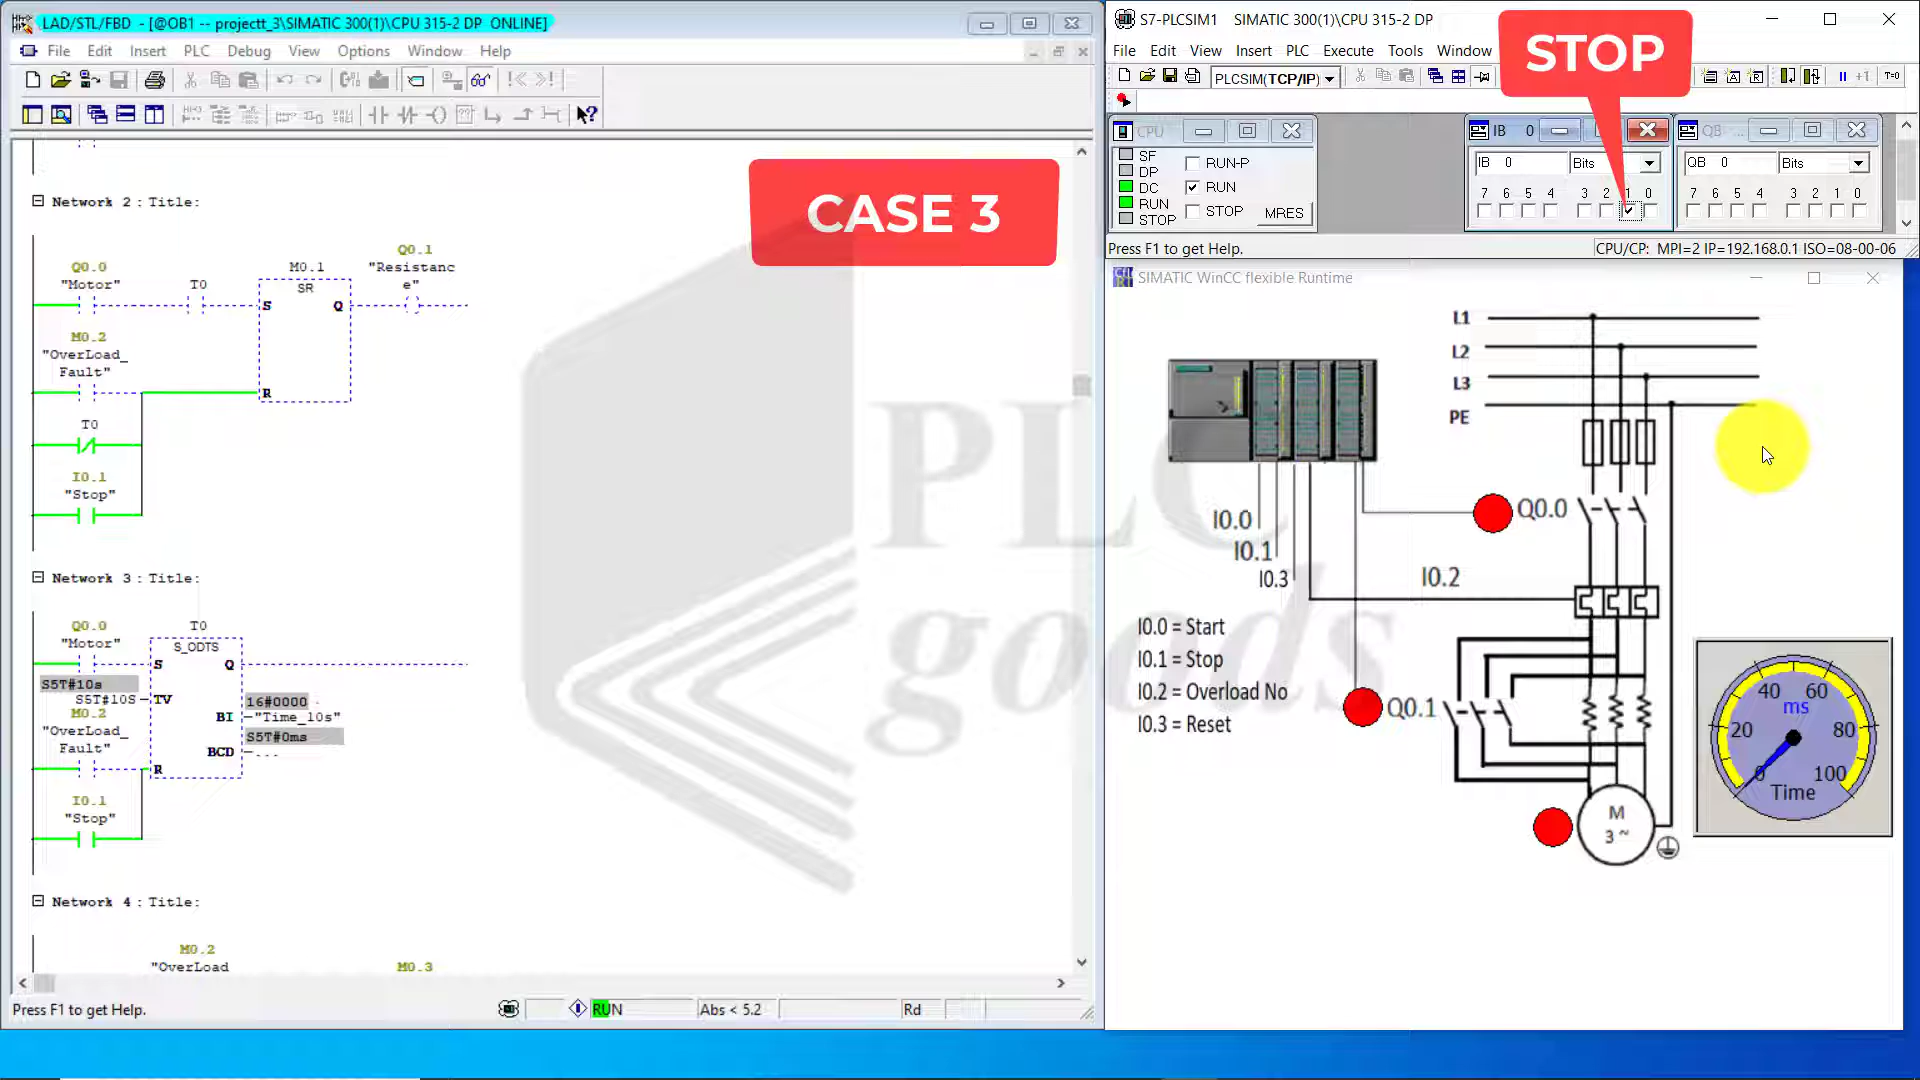 LAD/STL/FBD - [@OB1 -- projectt_3\SIMATIC 300(1)\CPU 315-2 DP ONLINE]
File Edit Insert PLC Debug View Options Window Help
CASE 3
Network 2 : Title:
Q0.1
Q0.0 M0.1 "Resistanc
"Motor" T0 SR e"
S Q
M0.2
"OverLoad_
Fault"
R
T0
I0.1
"Stop"
Network 3 : Title:
Q0.0 T0
"Motor" S_ODTS
S Q
S5T#10s
S5T#10S TV 16#0000
M0.2 BI "Time_10s"
"OverLoad_ S5T#0ms
Fault" BCD ...
R
I0.1
"Stop"
Network 4 : Title:
M0.2
"OverLoad M0.3
Press F1 to get Help. RUN Abs < 5.2 Rd
S7-PLCSIM1 SIMATIC 300(1)\CPU 315-2 DP
File Edit View Insert PLC Execute Tools Window
STOP
PLCSIM(TCP/IP) +1 T=0
CPU
SF RUN-P
DP
DC RUN
RUN
STOP STOP MRES
IB 0
IB 0 Bits
7 6 5 4 3 2 1 0
QB ...
QB 0 Bits
7 6 5 4 3 2 1 0
Press F1 to get Help. CPU/CP: MPI=2 IP=192.168.0.1 ISO=08-00-06
SIMATIC WinCC flexible Runtime
L1
L2
L3
PE
I0.0
I0.1
I0.3
Q0.0
I0.2
I0.0 = Start
I0.1 = Stop
I0.2 = Overload No
I0.3 = Reset
Q0.1
M
3 ~
40 60
ms
20 80
0 100
Time
PLC
goods